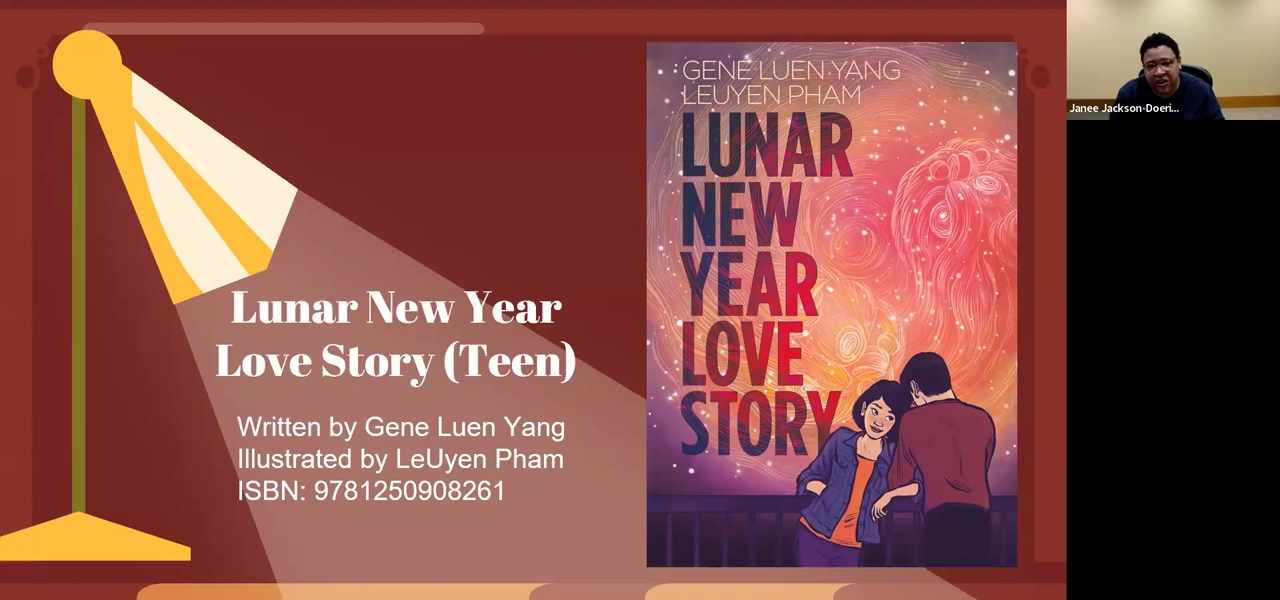 Lunar New Year
Love Story (Teen)
Written by Gene Luen Yang
Illustrated by LeUyen Pham
ISBN: 9781250908261
GENE LUEN YANG
LEUYEN PHAM
LUNAR
NEW
YEAR
LOVE
STORY
Janee Jackson-Doeri...